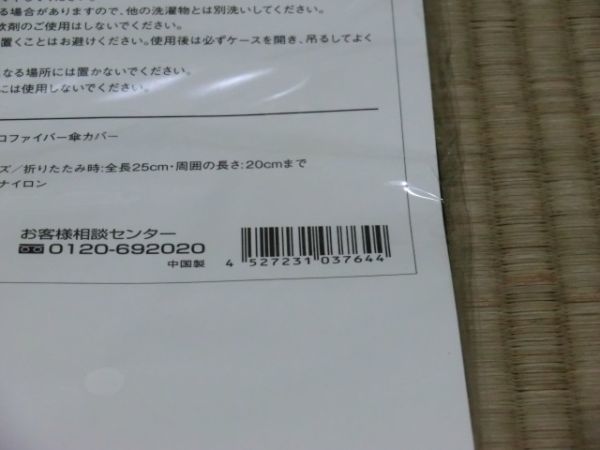 る場合がありますので、他の洗濯物とは別洗いしてください。
軟剤のご使用はしないでください。
置くことはお避けください。使用後は必ずケースを開き、吊るしてよく
なる場所には置かないでください。
には使用しないでください。
コファイバー傘カバー
ズ/折りたたみ時:全長25cm・周囲の長さ:20cmまで
ナイロン
お客様相談センター
0120-692020
中国製
4 527231 037644